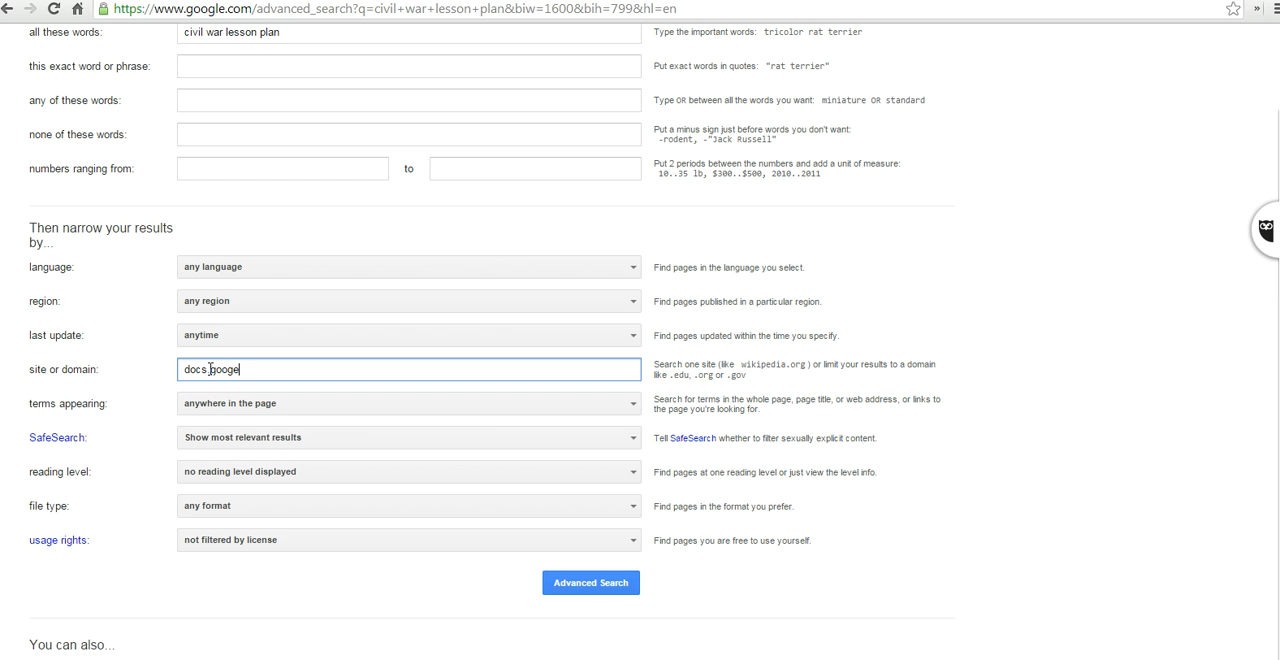 https://www.google.com/advanced_search?q=civil+war+lesson+plan&biw=1600&bih=799&hl=en
all these words: civil war lesson plan Type the important words: tricolor rat terrier
this exact word or phrase: Put exact words in quotes: "rat terrier"
any of these words: Type OR between all the words you want: miniature OR standard
none of these words: Put a minus sign just before words you don't want:
-rodent, -"Jack Russell"
numbers ranging from: to Put 2 periods between the numbers and add a unit of measure:
10..35 lb, $300..$500, 2010..2011
Then narrow your results
by...
language: any language Find pages in the language you select.
region: any region Find pages published in a particular region.
last update: anytime Find pages updated within the time you specify.
site or domain: docs.googe Search one site (like wikipedia.org ) or limit your results to a domain
like .edu, .org or .gov
terms appearing: anywhere in the page Search for terms in the whole page, page title, or web address, or links to
the page you're looking for.
SafeSearch: Show most relevant results Tell SafeSearch whether to filter sexually explicit content.
reading level: no reading level displayed Find pages at one reading level or just view the level info.
file type: any format Find pages in the format you prefer.
usage rights: not filtered by license Find pages you are free to use yourself.
Advanced Search
You can also...